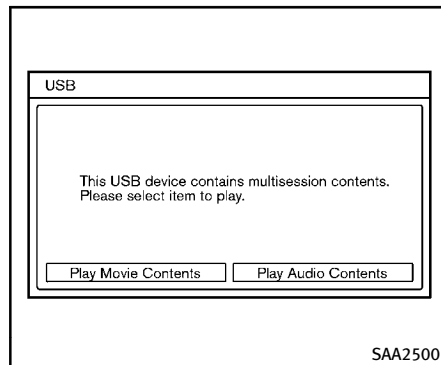 USB
This USB device contains multisession contents.
Please select item to play.
Play Movie Contents
Play Audio Contents
SAA2500